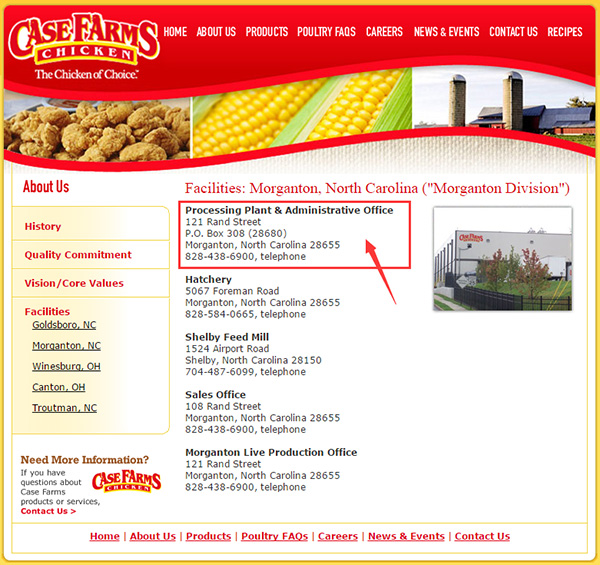 CASE FARMS
CHICKEN
The Chicken of Choice.™
HOME ABOUT US PRODUCTS POULTRY FAQS CAREERS NEWS & EVENTS CONTACT US RECIPES
About Us
History
Quality Commitment
Vision/Core Values
Facilities
Goldsboro, NC
Morganton, NC
Winesburg, OH
Canton, OH
Troutman, NC
Need More Information?
If you have
questions about
Case Farms
products or services,
Contact Us >
CASE FARMS
CHICKEN
Facilities: Morganton, North Carolina ("Morganton Division")
Processing Plant & Administrative Office
121 Rand Street
P.O. Box 308 (28680)
Morganton, North Carolina 28655
828-438-6900, telephone
CASE FARMS
Hatchery
5067 Foreman Road
Morganton, North Carolina 28655
828-584-0665, telephone
Shelby Feed Mill
1524 Airport Road
Shelby, North Carolina 28150
704-487-6099, telephone
Sales Office
108 Rand Street
Morganton, North Carolina 28655
828-438-6900, telephone
Morganton Live Production Office
121 Rand Street
Morganton, North Carolina 28655
828-438-6900, telephone
Home | About Us | Products | Poultry FAQs | Careers | News & Events | Contact Us